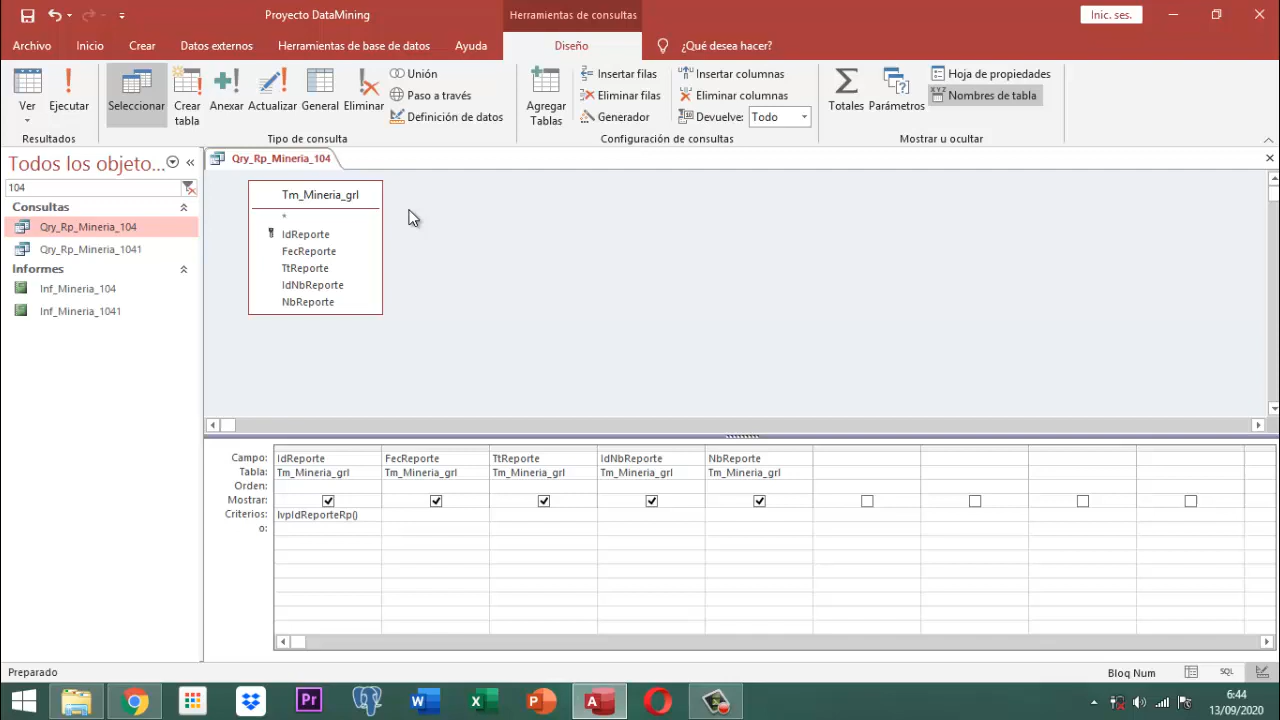 Proyecto DataMining
Herramientas de consultas
Inic. ses.
Archivo
Inicio
Crear
Datos externos
Herramientas de base de datos
Ayuda
Diseño
¿Qué desea hacer?
Ver
Ejecutar
Seleccionar
Crear tabla
Anexar
Actualizar
General
Eliminar
Unión
Paso a través
Definición de datos
Agregar Tablas
Insertar filas
Eliminar filas
Generador
Insertar columnas
Eliminar columnas
Devuelve: Todo
Totales
Parámetros
Hoja de propiedades
XYZ Nombres de tabla
Resultados
Tipo de consulta
Configuración de consultas
Mostrar u ocultar
Todos los objeto... «
104
Consultas
Qry_Rp_Mineria_104
Qry_Rp_Mineria_1041
Informes
Inf_Mineria_104
Inf_Mineria_1041
Qry_Rp_Mineria_104
Tm_Mineria_grl
*
IdReporte
FecReporte
TtReporte
IdNbReporte
NbReporte
Campo: IdReporte FecReporte TtReporte IdNbReporte NbReporte
Tabla: Tm_Mineria_grl Tm_Mineria_grl Tm_Mineria_grl Tm_Mineria_grl Tm_Mineria_grl
Orden:
Mostrar:
Criterios: IvpIdReporteRp()
o:
Preparado
Bloq Num
SQL
Pr
W
X
P
A
6:44
13/09/2020